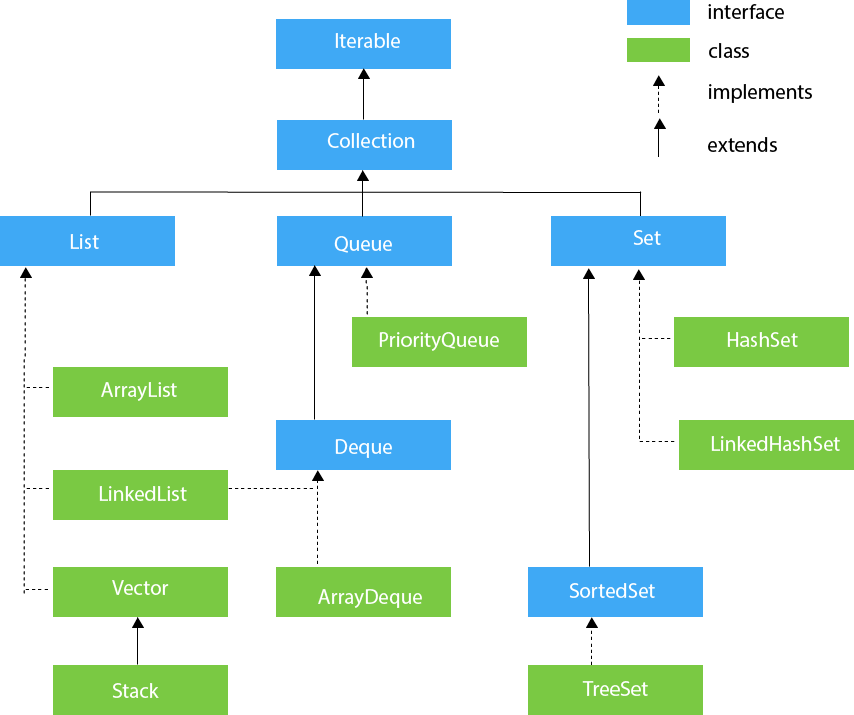 interface
Iterable
class
implements
Collection
extends
List
Queue
Set
PriorityQueue
HashSet
ArrayList
Deque
LinkedHashSet
LinkedList
Vector
ArrayDeque
SortedSet
Stack
TreeSet